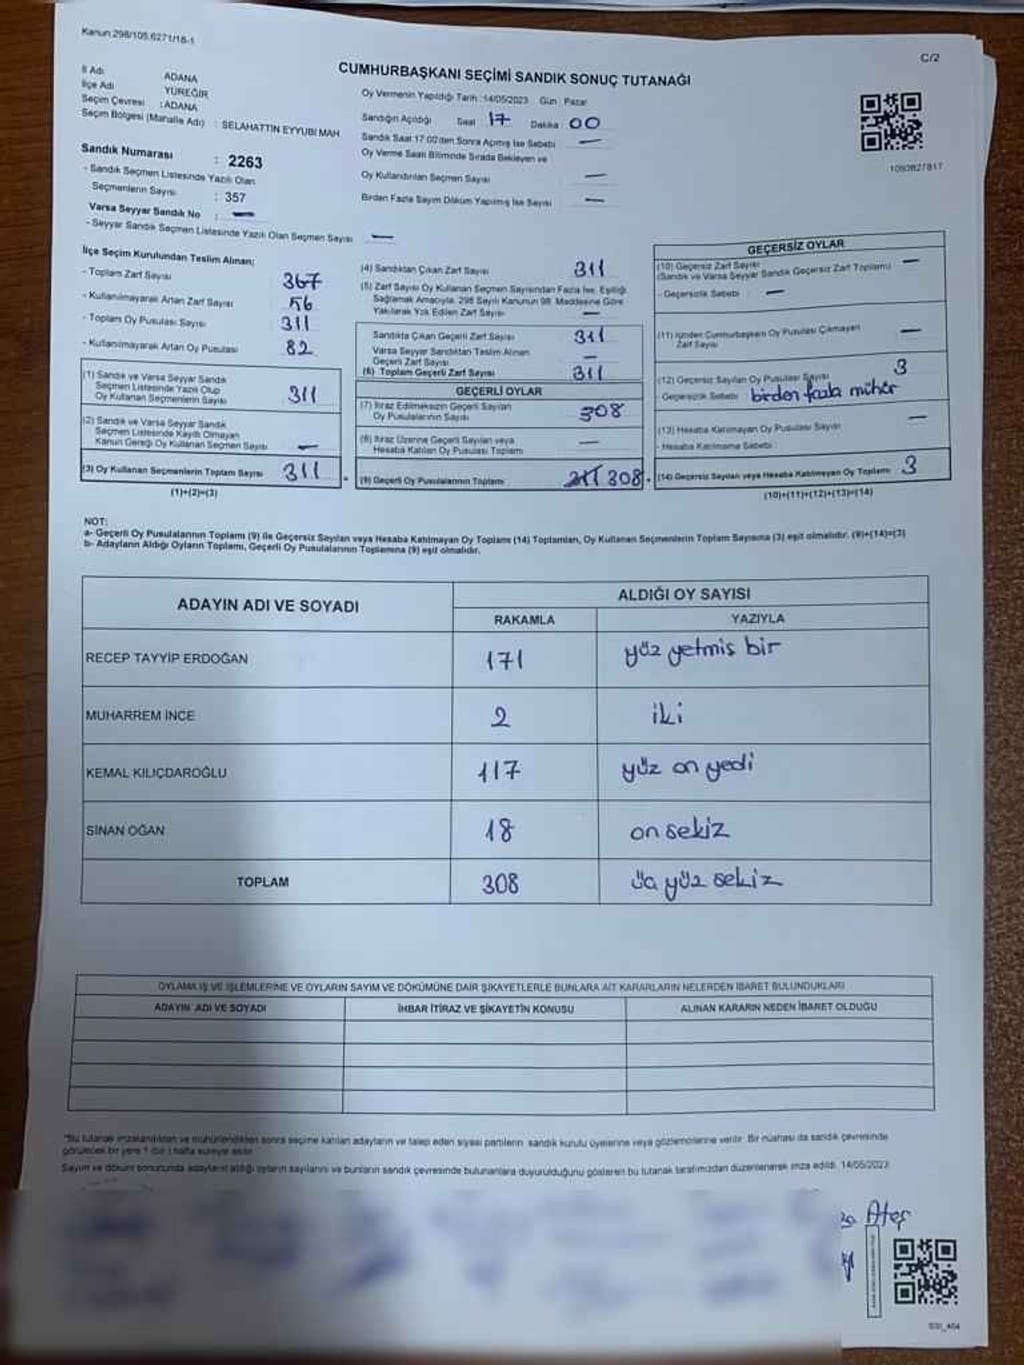 Kanun:298/105,6271/18-1
C/2
CUMHURBAŞKANI SEÇİMİ SANDIK SONUÇ TUTANAĞI
İl Adı ADANA
İlçe Adı YÜREĞİR
Seçim Çevresi : ADANA
Seçim Bölgesi (Mahalle Adı) : SELAHATTİN EYYUBİ MAH
Sandık Numarası : 2263
- Sandık Seçmen Listesinde Yazılı Olan
Seçmenlerin Sayısı : 357
Varsa Seyyar Sandık No : —
- Seyyar Sandık Seçmen Listesinde Yazılı Olan Seçmen Sayısı —
Oy Vermenin Yapıldığı Tarih :14/05/2023 Gün : Pazar
Sandığın Açıldığı Saat 17 Dakika 00
Sandık Saat 17:00'den Sonra Açılmış İse Sebebi —
Oy Verme Saati Bitiminde Sırada Bekleyen ve
Oy Kullandırılan Seçmen Sayısı —
Birden Fazla Sayım Döküm Yapılmış İse Sayısı —
1093827817
İlçe Seçim Kurulundan Teslim Alınan;
- Toplam Zarf Sayısı 367
- Kullanılmayarak Artan Zarf Sayısı 56
- Toplam Oy Pusulası Sayısı 311
- Kullanılmayarak Artan Oy Pusulası 82
(1) Sandık ve Varsa Seyyar Sandık
Seçmen Listesinde Yazılı Olup
Oy Kullanan Seçmenlerin Sayısı 311
(2) Sandık ve Varsa Seyyar Sandık
Seçmen Listesinde Kayıtlı Olmayan
Kanun Gereği Oy Kullanan Seçmen Sayısı —
(3) Oy Kullanan Seçmenlerin Toplam Sayısı 311
(1)+(2)=(3)
(4) Sandıktan Çıkan Zarf Sayısı 311
(5) Zarf Sayısı Oy Kullanan Seçmen Sayısından Fazla İse, Eşitliği
Sağlamak Amacıyla, 298 Sayılı Kanunun 98. Maddesine Göre
Yakılarak Yok Edilen Zarf Sayısı —
Sandıkta Çıkan Geçerli Zarf Sayısı 311
Varsa Seyyar Sandıktan Teslim Alınan
Geçerli Zarf Sayısı —
(6) Toplam Geçerli Zarf Sayısı 311
GEÇERLİ OYLAR
(7) İtiraz Edilmeksizin Geçerli Sayılan
Oy Pusulalarının Sayısı 308
(8) İtiraz Üzerine Geçerli Sayılan veya
Hesaba Katılan Oy Pusulası Toplamı —
(9) Geçerli Oy Pusulalarının Toplamı 311 308
GEÇERSİZ OYLAR
(10) Geçersiz Zarf Sayısı —
(Sandık ve Varsa Seyyar Sandık Geçersiz Zarf Toplamı)
- Geçersizlik Sebebi : —
(11) İçinden Cumhurbaşkanı Oy Pusulası Çıkmayan
Zarf Sayısı —
(12) Geçersiz Sayılan Oy Pusulası Sayısı 3
- Geçersizlik Sebebi : birden fazla mühür
(13) Hesaba Katılmayan Oy Pusulası Sayısı —
- Hesaba Katılmama Sebebi :
(14) Geçersiz Sayılan veya Hesaba Katılmayan Oy Toplamı 3
(10)+(11)+(12)+(13)=(14)
NOT:
a- Geçerli Oy Pusulalarının Toplamı (9) ile Geçersiz Sayılan veya Hesaba Katılmayan Oy Toplamı (14) Toplamları, Oy Kullanan Seçmenlerin Toplam Sayısına (3) eşit olmalıdır. (9)+(14)=(3)
b- Adayların Aldığı Oyların Toplamı, Geçerli Oy Pusulalarının Toplamına (9) eşit olmalıdır.
ADAYIN ADI VE SOYADI ALDIĞI OY SAYISI
RAKAMLA YAZIYLA
RECEP TAYYİP ERDOĞAN 171 yüz yetmis bir
MUHARREM İNCE 2 iki
KEMAL KILIÇDAROĞLU 117 yüz on yedi
SİNAN OĞAN 18 on sekiz
TOPLAM 308 üç yüz sekiz
OYLAMA İŞ VE İŞLEMLERİNE VE OYLARIN SAYIM VE DÖKÜMÜNE DAİR ŞİKAYETLERLE BUNLARA AİT KARARLARIN NELERDEN İBARET BULUNDUKLARI
ADAYIN ADI VE SOYADI İHBAR İTİRAZ VE ŞİKAYETİN KONUSU ALINAN KARARIN NEDEN İBARET OLDUĞU
"Bu tutanak imzalandıktan ve mühürlendikten sonra seçime katılan adayların ve talep eden siyasi partilerin sandık kurulu üyelerine veya gözlemcilerine verilir. Bir nüshası da sandık çevresinde
görülecek bir yere 1 (bir) hafta süreyle asılır.
Sayım ve döküm sonucunda adayların aldığı oyların sayılarını ve bunların sandık çevresinde bulunanlara duyurulduğunu gösteren bu tutanak tarafımızdan düzenlenerek imza edildi. 14/05/2023
Ateş